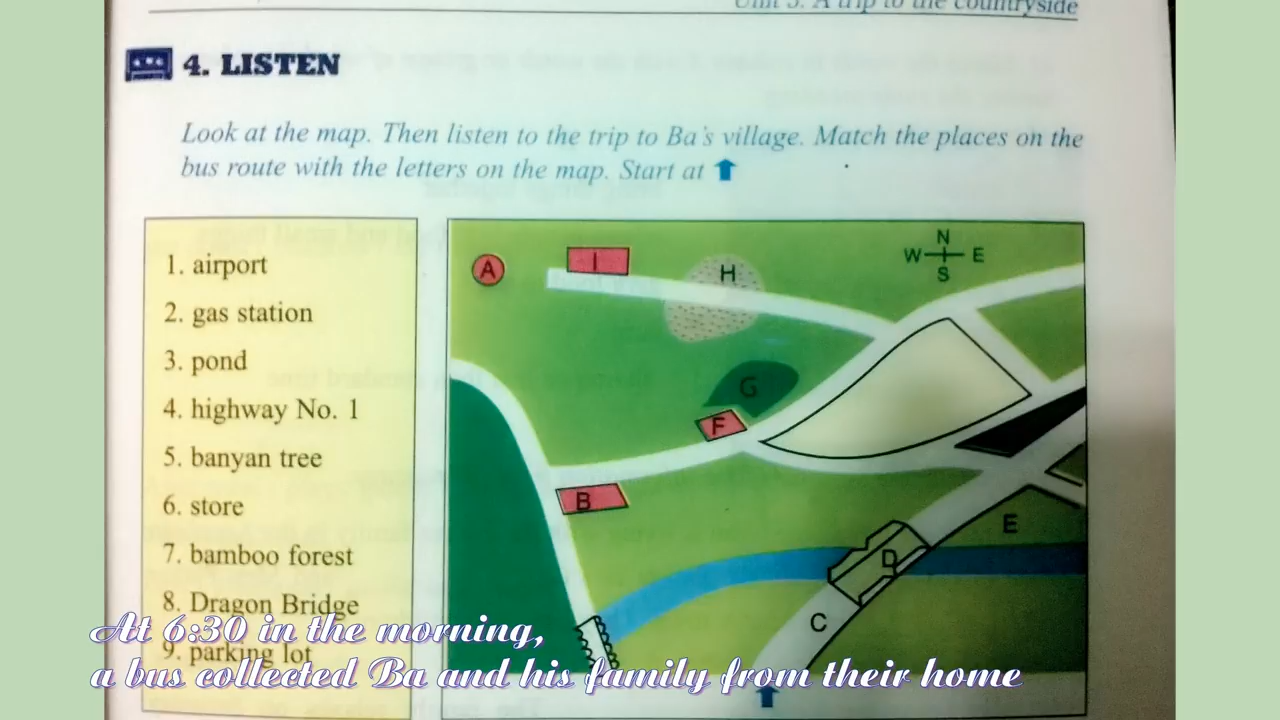 Unit 3. A trip to the countryside
4. LISTEN
Look at the map. Then listen to the trip to Ba's village. Match the places on the
bus route with the letters on the map. Start at
1. airport
2. gas station
3. pond
4. highway No. 1
5. banyan tree
6. store
7. bamboo forest
8. Dragon Bridge
9. parking lot
A
I
H
N
W E
S
G
F
B
E
D
C
At 6:30 in the morning,
a bus collected Ba and his family from their home